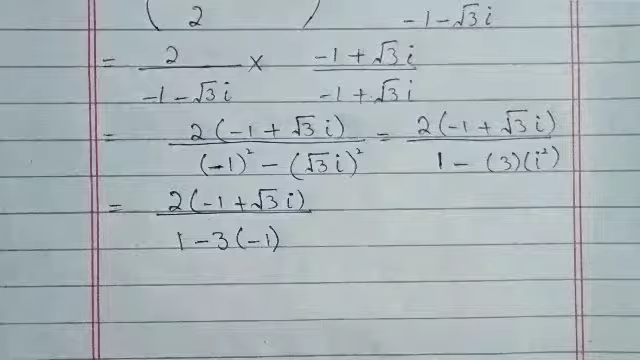 ( 2 ) -1-√3i
= 2 / -1-√3i × -1+√3i / -1+√3i
= 2(-1+√3i) / (-1)² - (√3i)² = 2(-1+√3i) / 1 - (3)(i²)
= 2(-1+√3i) / 1-3(-1)